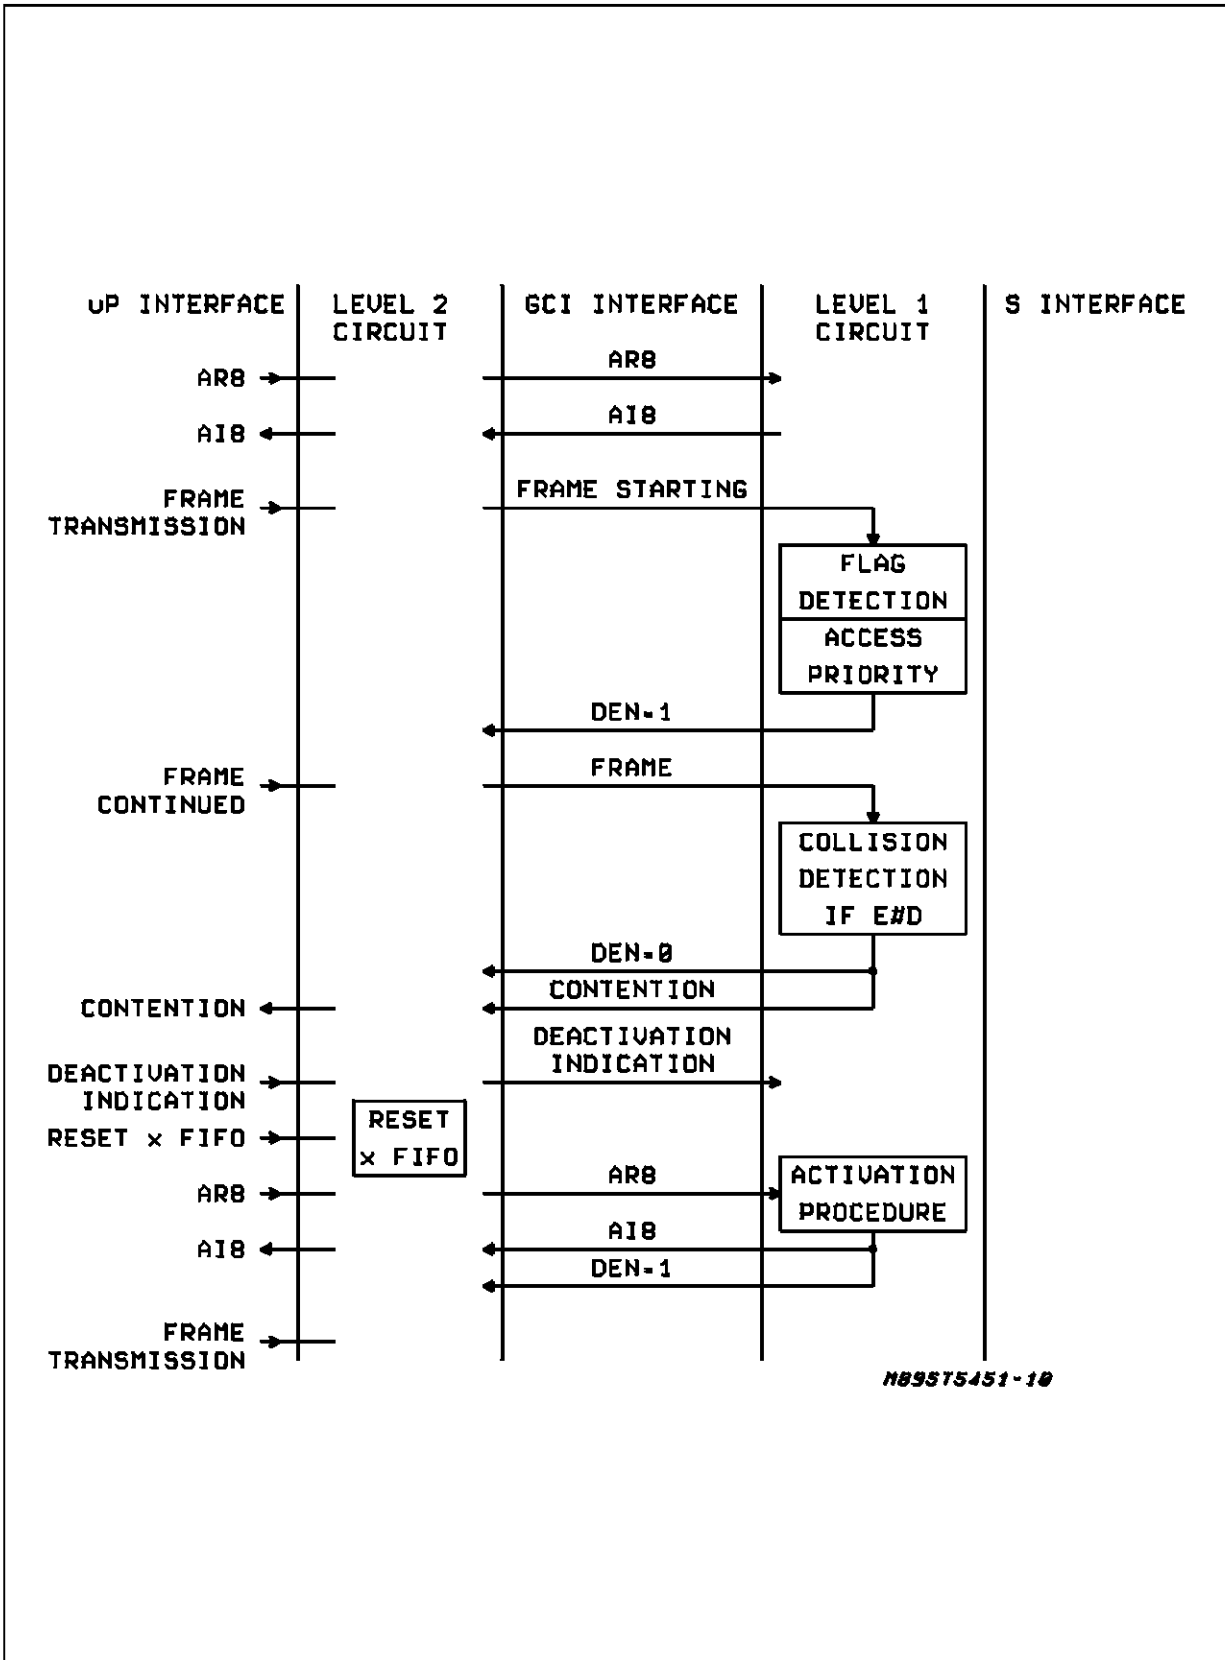 uP INTERFACE LEVEL 2 CIRCUIT GCI INTERFACE LEVEL 1 CIRCUIT S INTERFACE
AR8 AR8
AI8 AI8
FRAME TRANSMISSION FRAME STARTING
FLAG
DETECTION
ACCESS
PRIORITY
DEN=1
FRAME CONTINUED FRAME
COLLISION
DETECTION
IF E#D
DEN=0
CONTENTION CONTENTION
DEACTIVATION INDICATION DEACTIVATION INDICATION
RESET x FIFO
RESET
x FIFO
AR8 AR8
ACTIVATION
PROCEDURE
AI8 AI8
DEN=1
FRAME
TRANSMISSION
M89ST5451-10